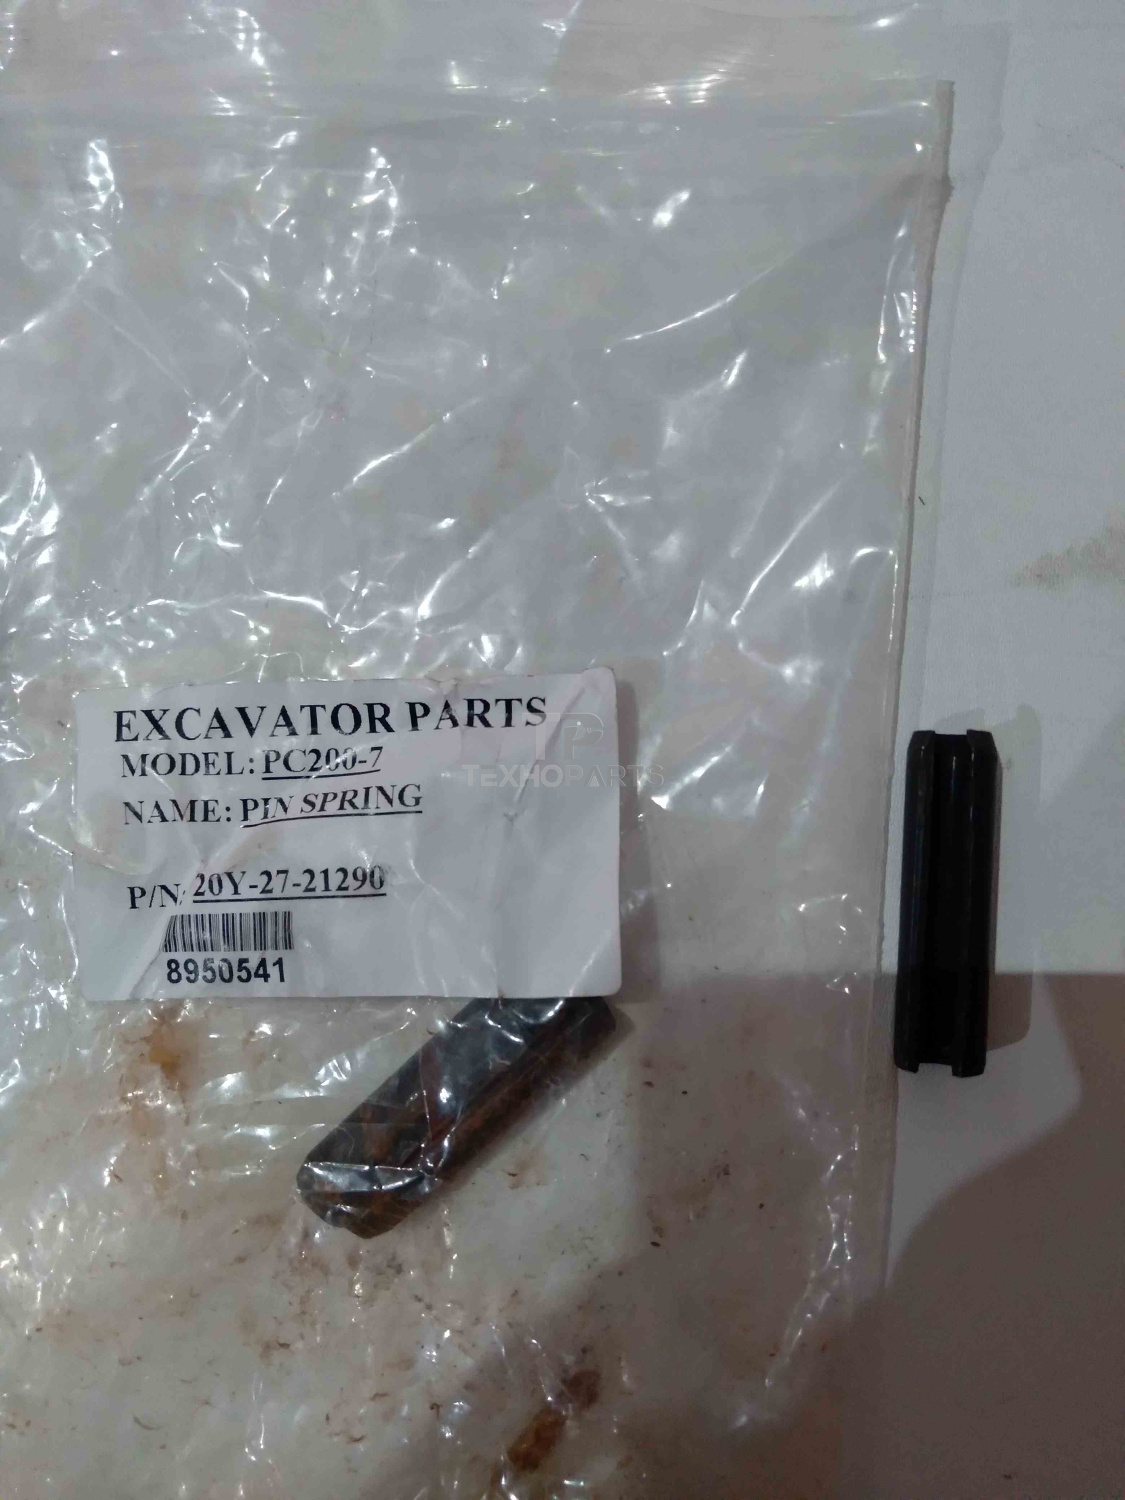 EXCAVATOR PARTS
MODEL: PC200-7
NAME: PIN SPRING
P/N: 20Y-27-21290
8950541
TEXHOPARTS